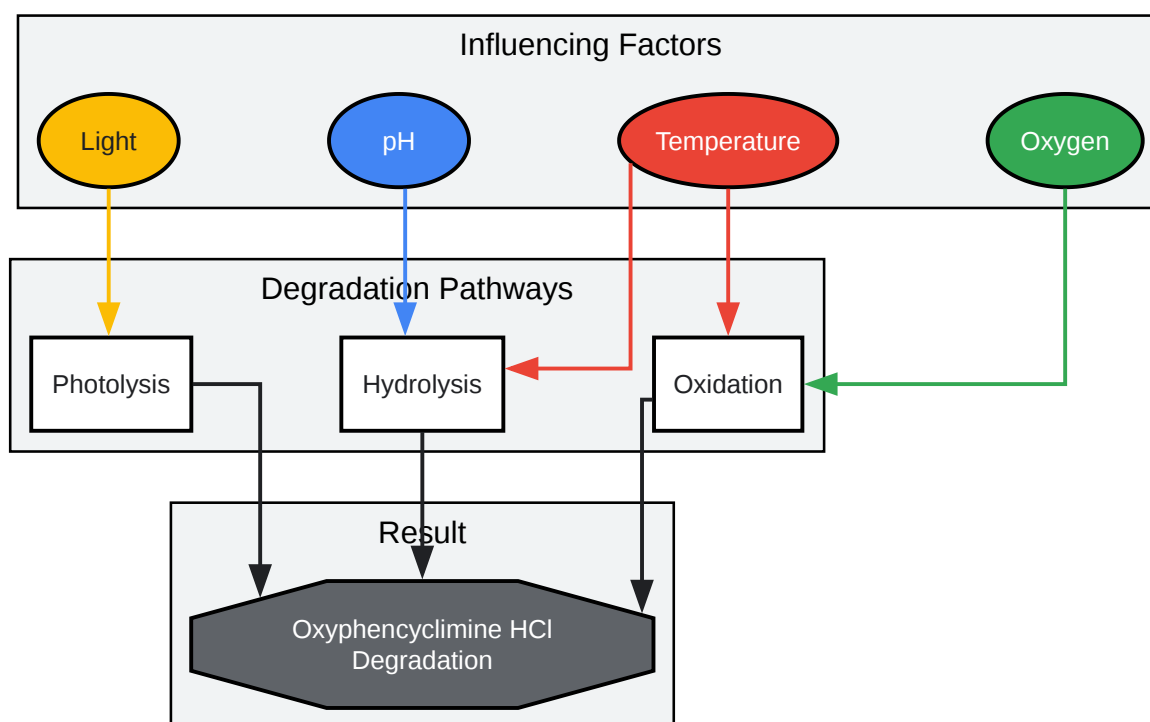 Influencing Factors
Light
pH
Temperature
Oxygen
Degradation Pathways
Photolysis
Hydrolysis
Oxidation
Result
Oxyphencyclimine HCl
Degradation